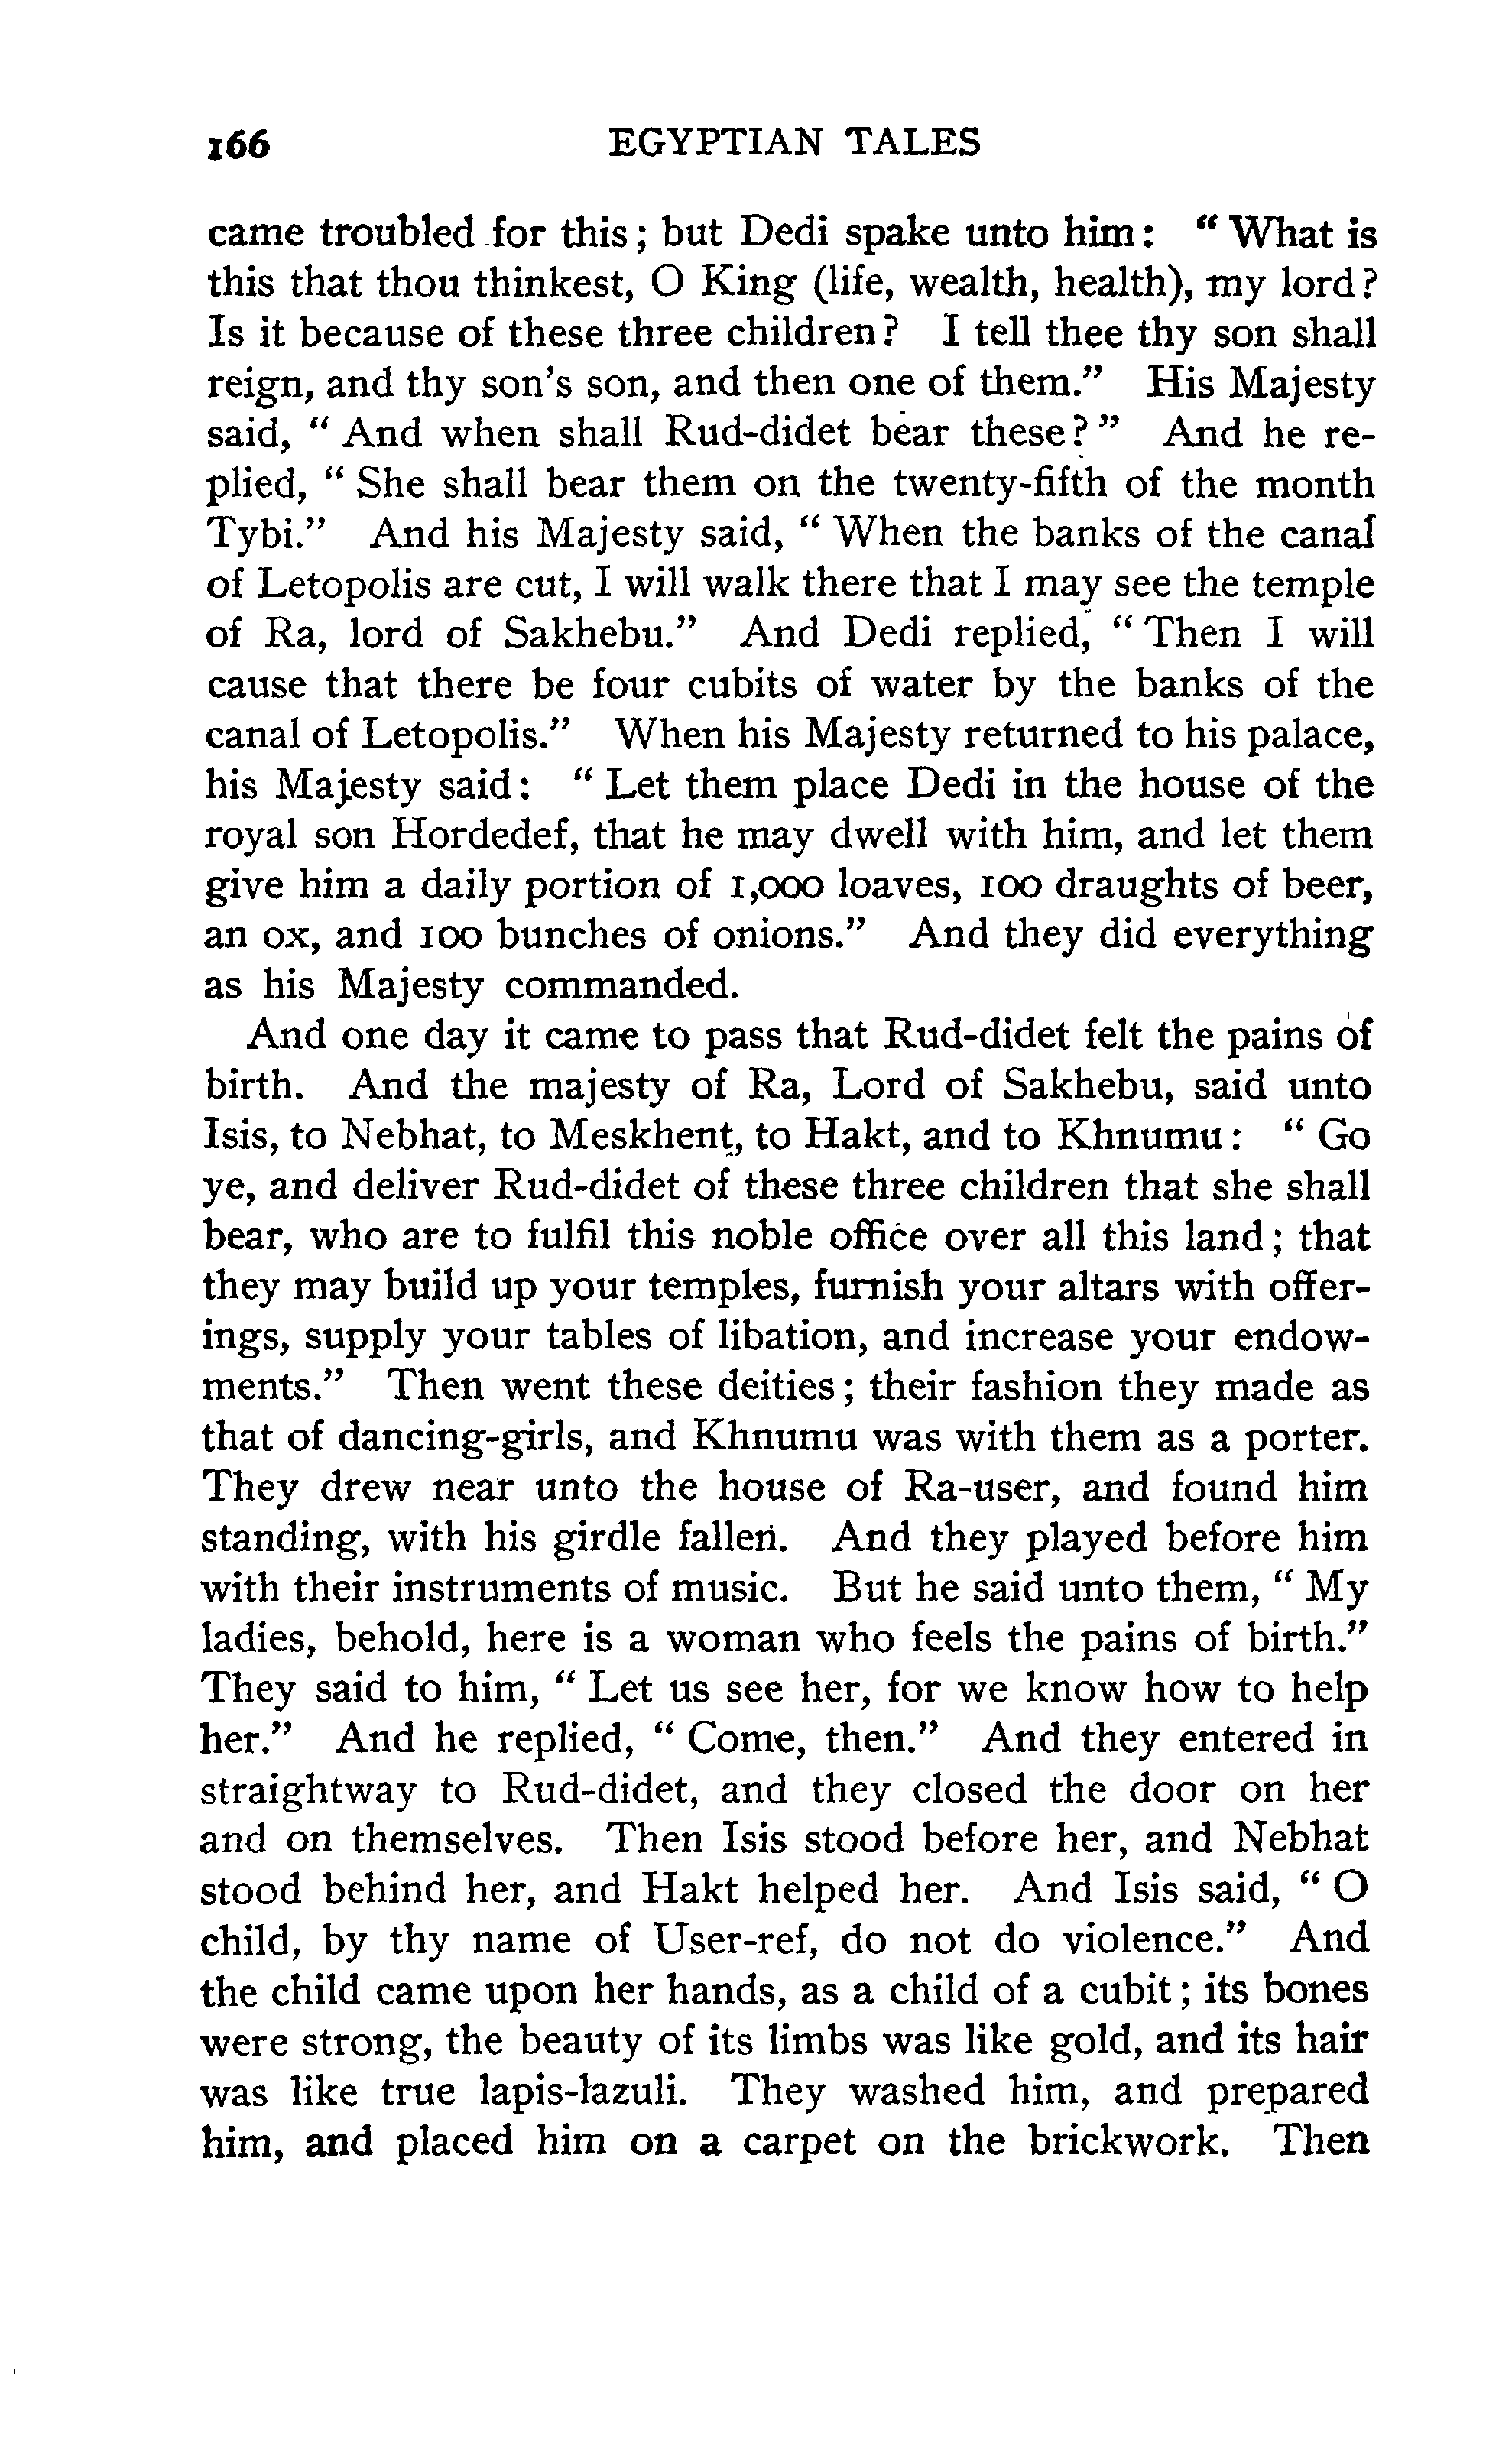 166 EGYPTIAN TALES
came troubled for this; but Dedi spake unto him: “What is
this that thou thinkest, O King (life, wealth, health), my lord?
Is it because of these three children? I tell thee thy son shall
reign, and thy son’s son, and then one of them.” His Majesty
said, “And when shall Rud-didet bear these?” And he re-
plied, “She shall bear them on the twenty-fifth of the month
Tybi.” And his Majesty said, “When the banks of the canal
of Letopolis are cut, I will walk there that I may see the temple
of Ra, lord of Sakhebu.” And Dedi replied, “Then I will
cause that there be four cubits of water by the banks of the
canal of Letopolis.” When his Majesty returned to his palace,
his Majesty said: “Let them place Dedi in the house of the
royal son Hordedef, that he may dwell with him, and let them
give him a daily portion of 1,000 loaves, 100 draughts of beer,
an ox, and 100 bunches of onions.” And they did everything
as his Majesty commanded.
And one day it came to pass that Rud-didet felt the pains of
birth. And the majesty of Ra, Lord of Sakhebu, said unto
Isis, to Nebhat, to Meskhent, to Hakt, and to Khnumu: “Go
ye, and deliver Rud-didet of these three children that she shall
bear, who are to fulfil this noble office over all this land; that
they may build up your temples, furnish your altars with offer-
ings, supply your tables of libation, and increase your endow-
ments.” Then went these deities; their fashion they made as
that of dancing-girls, and Khnumu was with them as a porter.
They drew near unto the house of Ra-user, and found him
standing, with his girdle fallen. And they played before him
with their instruments of music. But he said unto them, “My
ladies, behold, here is a woman who feels the pains of birth.”
They said to him, “Let us see her, for we know how to help
her.” And he replied, “Come, then.” And they entered in
straightway to Rud-didet, and they closed the door on her
and on themselves. Then Isis stood before her, and Nebhat
stood behind her, and Hakt helped her. And Isis said, “O
child, by thy name of User-ref, do not do violence.” And
the child came upon her hands, as a child of a cubit; its bones
were strong, the beauty of its limbs was like gold, and its hair
was like true lapis-lazuli. They washed him, and prepared
him, and placed him on a carpet on the brickwork. Then